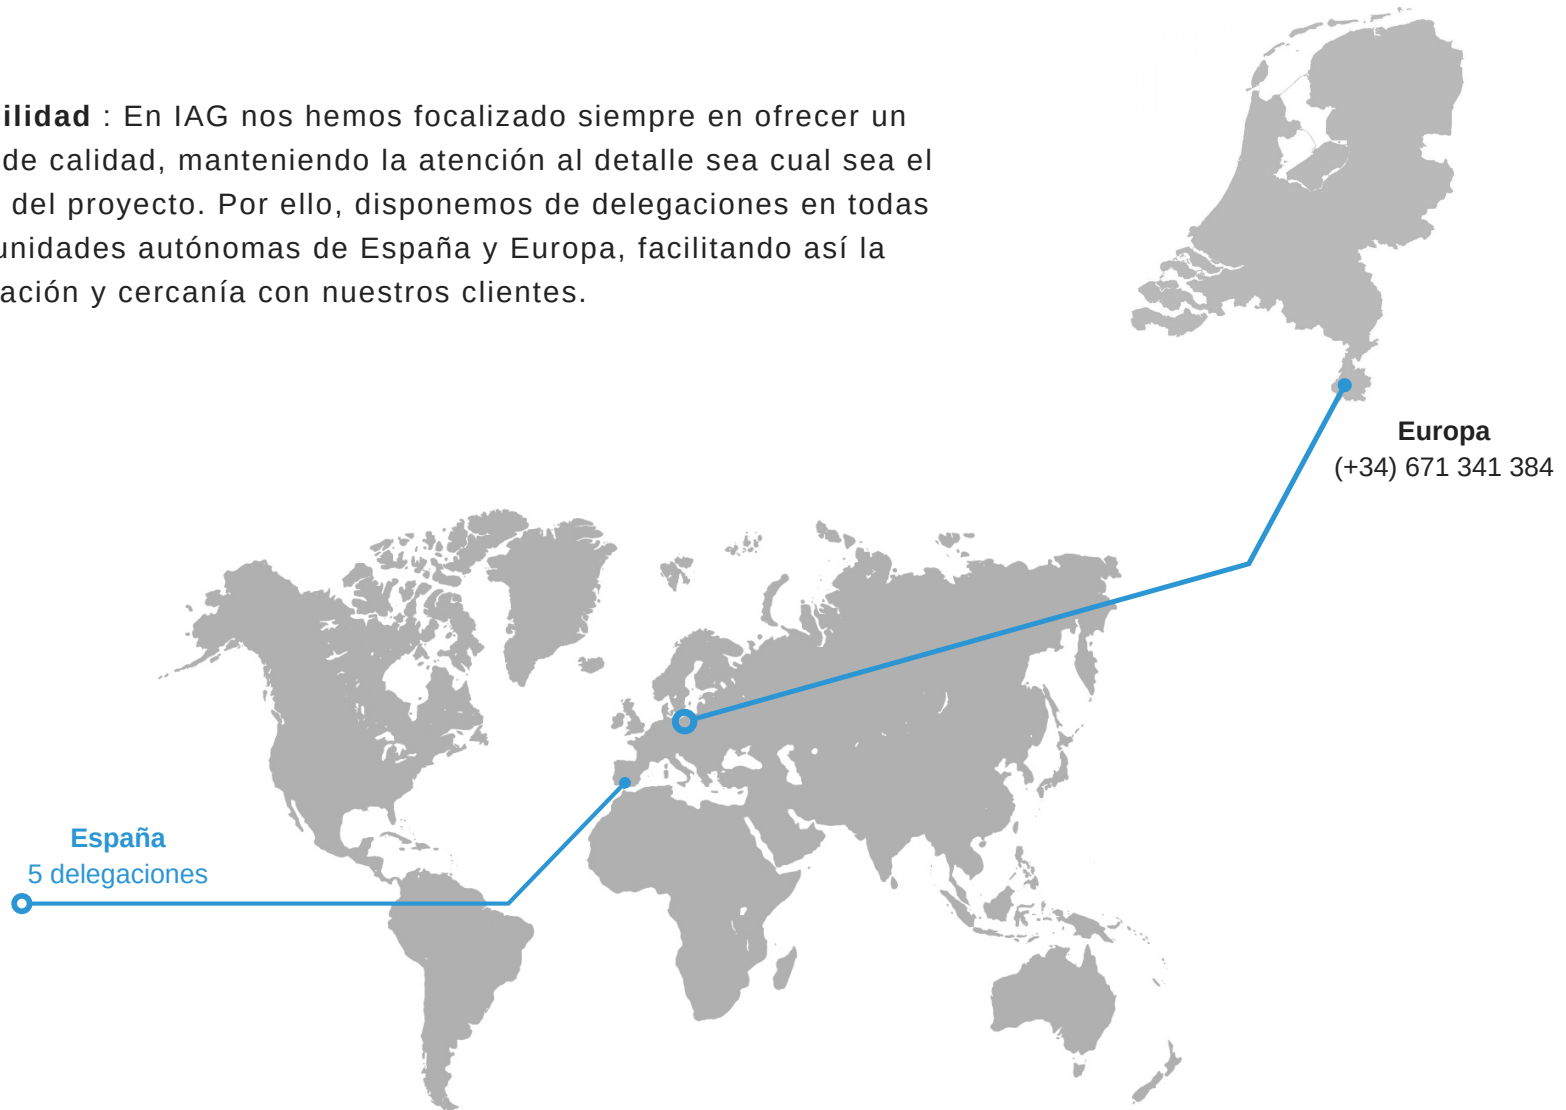 ilidad : En IAG nos hemos focalizado siempre en ofrecer un
de calidad, manteniendo la atención al detalle sea cual sea el
del proyecto. Por ello, disponemos de delegaciones en todas
unidades autónomas de España y Europa, facilitando así la
ación y cercanía con nuestros clientes.
Europa
(+34) 671 341 384
España
5 delegaciones